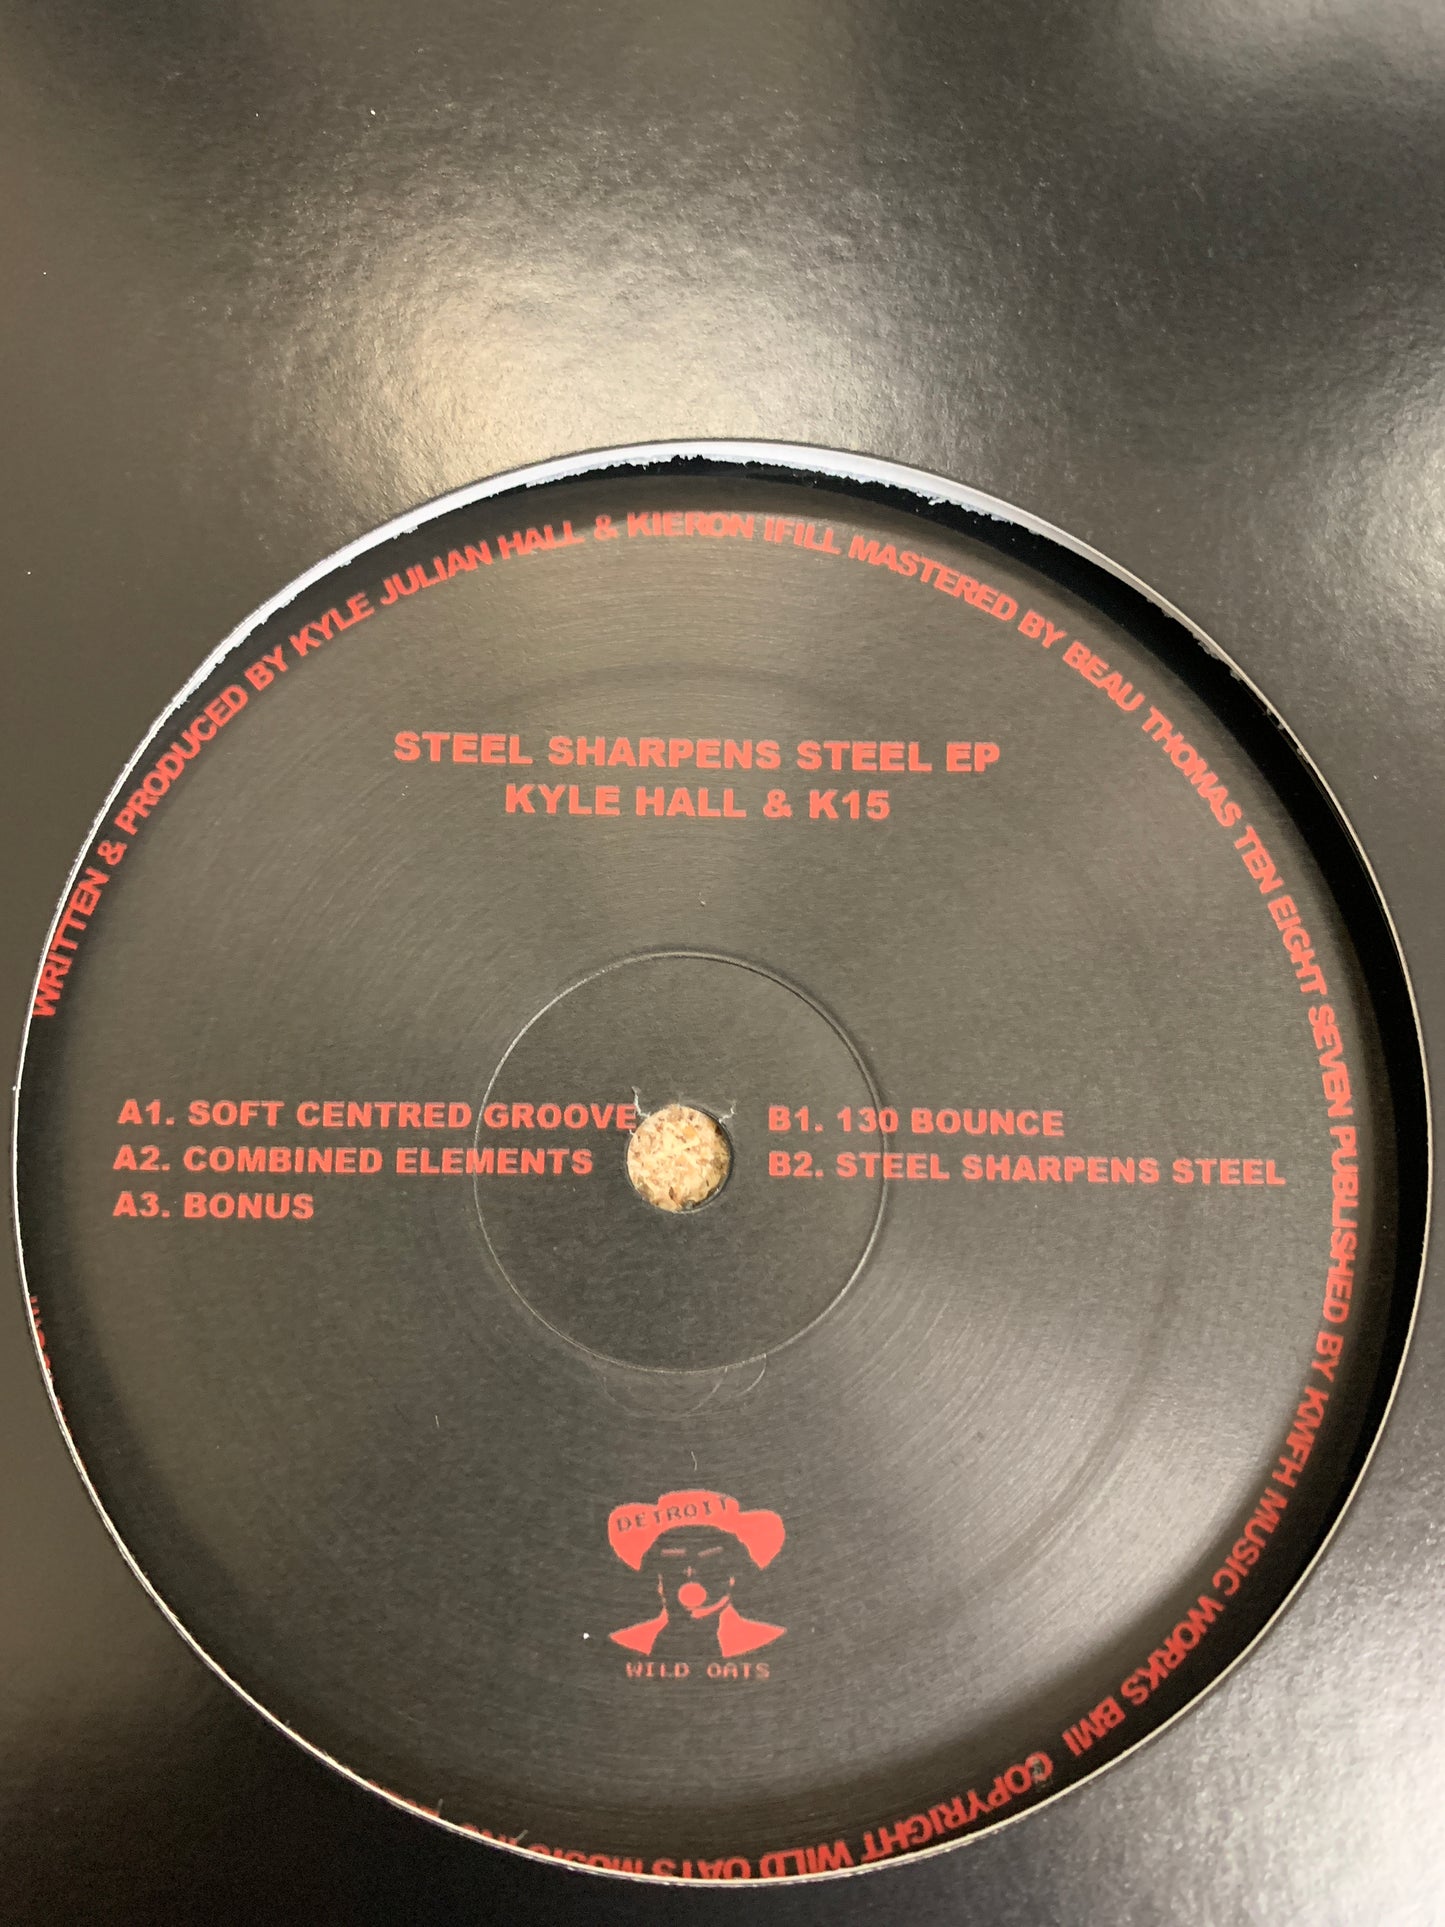 WRITTEN & PRODUCED BY KYLE JULIAN HALL & KIERON IFILL MASTERED BY BEAU THOMAS TEN EIGHT SEVEN PUBLISHED BY KMFH MUSIC WORKS BMI COPYRIGHT WILD OATS MUSIC INC
STEEL SHARPENS STEEL EP
KYLE HALL & K15
A1. SOFT CENTRED GROOVE
A2. COMBINED ELEMENTS
A3. BONUS
B1. 130 BOUNCE
B2. STEEL SHARPENS STEEL
DETROIT
WILD OATS